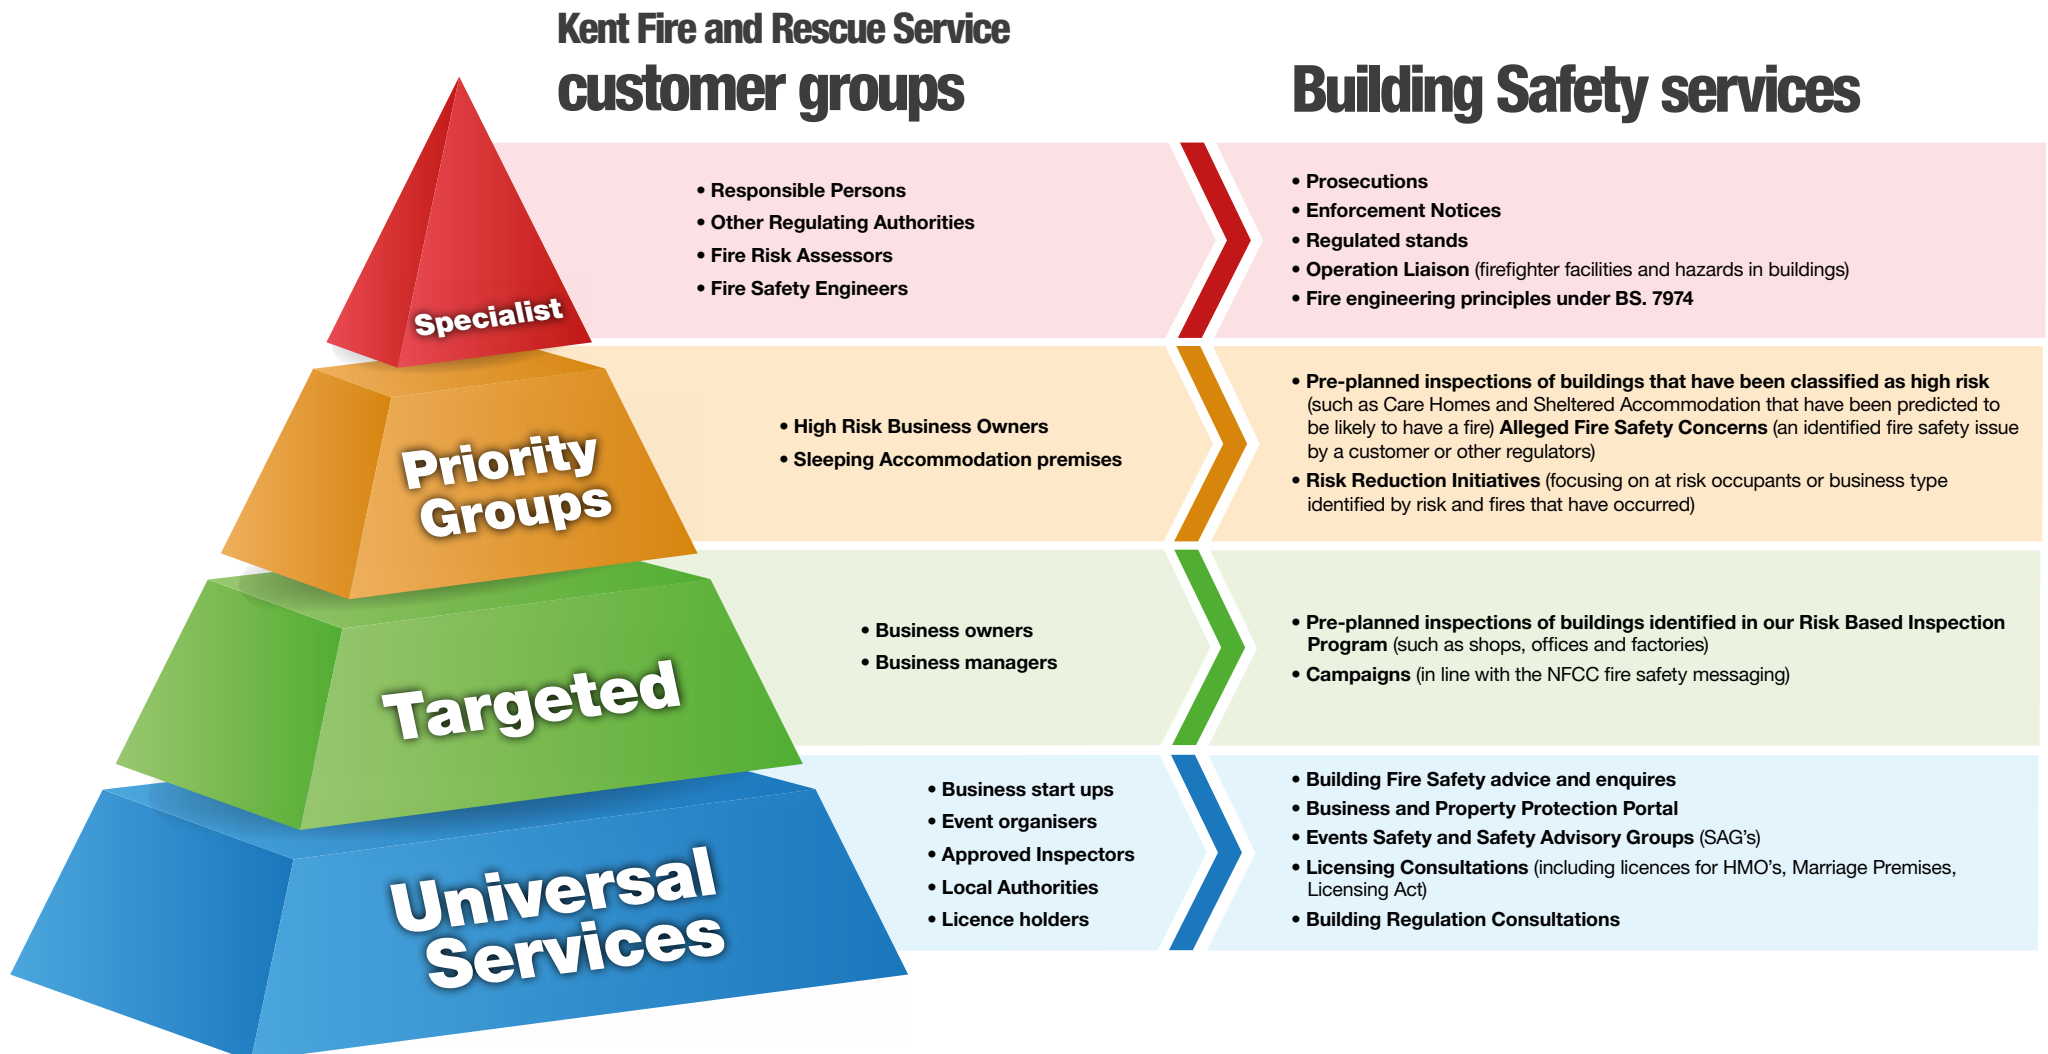 Kent Fire and Rescue Service
customer groups
Building Safety services
Specialist
• Responsible Persons
• Other Regulating Authorities
• Fire Risk Assessors
• Fire Safety Engineers
• Prosecutions
• Enforcement Notices
• Regulated stands
• Operation Liaison (firefighter facilities and hazards in buildings)
• Fire engineering principles under BS. 7974
Priority
Groups
• High Risk Business Owners
• Sleeping Accommodation premises
• Pre-planned inspections of buildings that have been classified as high risk
(such as Care Homes and Sheltered Accommodation that have been predicted to
be likely to have a fire) Alleged Fire Safety Concerns (an identified fire safety issue
by a customer or other regulators)
• Risk Reduction Initiatives (focusing on at risk occupants or business type
identified by risk and fires that have occurred)
Targeted
• Business owners
• Business managers
• Pre-planned inspections of buildings identified in our Risk Based Inspection
Program (such as shops, offices and factories)
• Campaigns (in line with the NFCC fire safety messaging)
Universal
Services
• Business start ups
• Event organisers
• Approved Inspectors
• Local Authorities
• Licence holders
• Building Fire Safety advice and enquires
• Business and Property Protection Portal
• Events Safety and Safety Advisory Groups (SAG's)
• Licensing Consultations (including licences for HMO's, Marriage Premises,
Licensing Act)
• Building Regulation Consultations